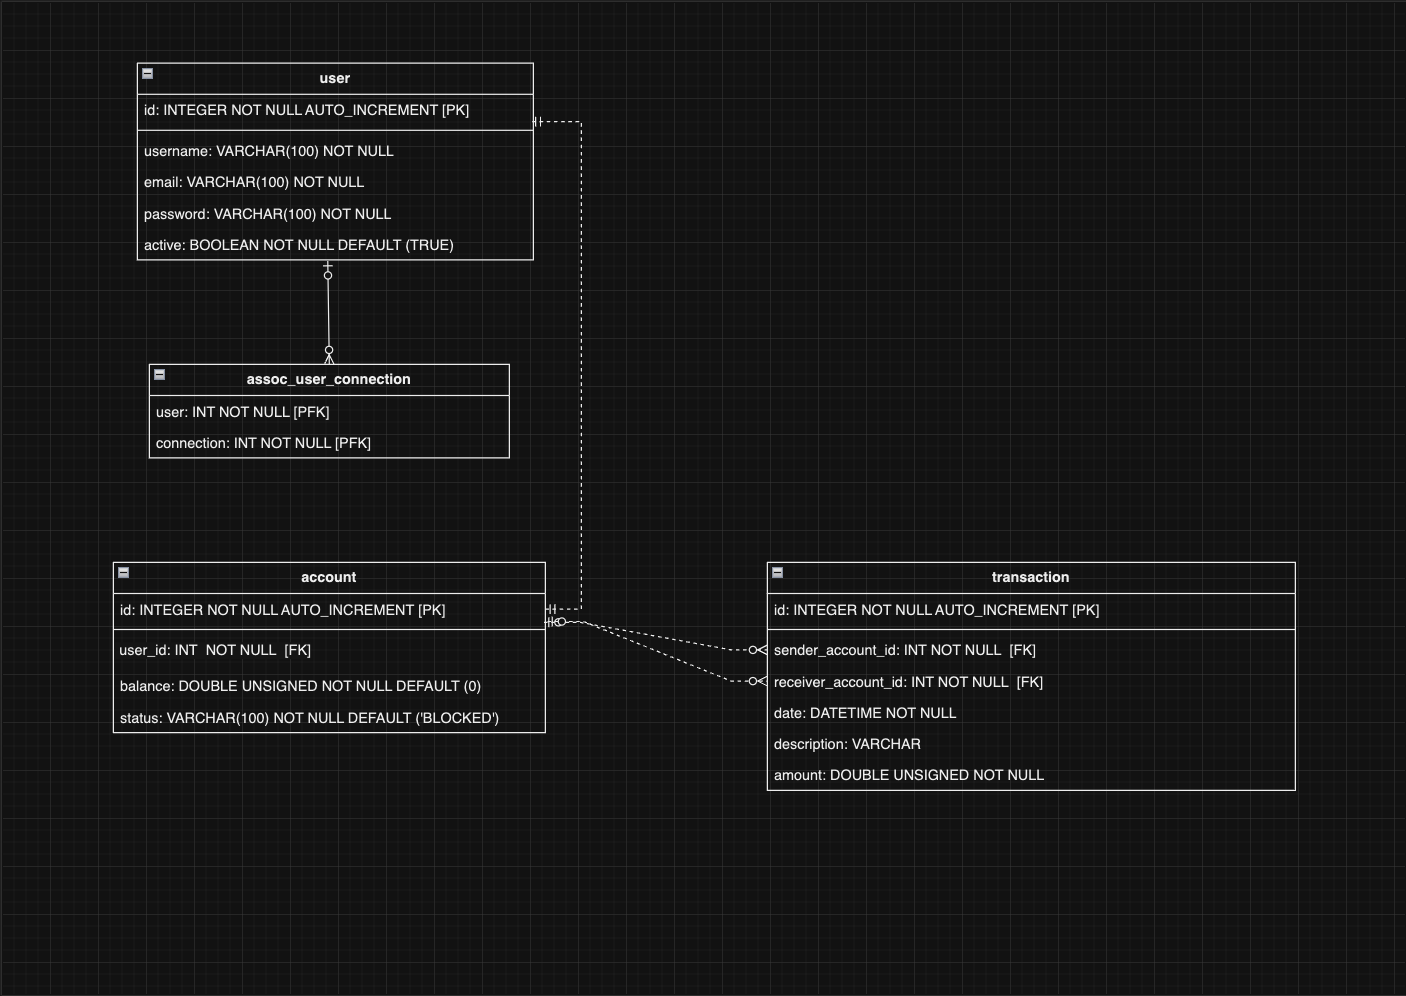 user
id: INTEGER NOT NULL AUTO_INCREMENT [PK]
username: VARCHAR(100) NOT NULL
email: VARCHAR(100) NOT NULL
password: VARCHAR(100) NOT NULL
active: BOOLEAN NOT NULL DEFAULT (TRUE)
assoc_user_connection
user: INT NOT NULL [PFK]
connection: INT NOT NULL [PFK]
account
id: INTEGER NOT NULL AUTO_INCREMENT [PK]
user_id: INT  NOT NULL  [FK]
balance: DOUBLE UNSIGNED NOT NULL DEFAULT (0)
status: VARCHAR(100) NOT NULL DEFAULT ('BLOCKED')
transaction
id: INTEGER NOT NULL AUTO_INCREMENT [PK]
sender_account_id: INT NOT NULL  [FK]
receiver_account_id: INT NOT NULL  [FK]
date: DATETIME NOT NULL
description: VARCHAR
amount: DOUBLE UNSIGNED NOT NULL